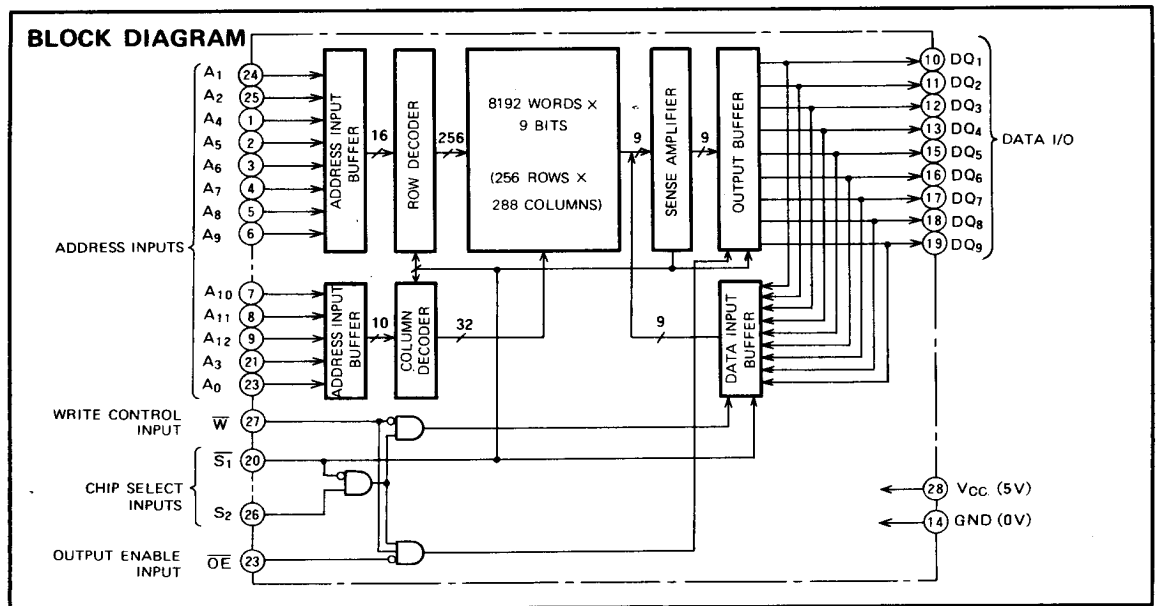 BLOCK DIAGRAM
ADDRESS INPUTS
A1 24
A2 25
A4 1
A5 2
A6 3
A7 4
A8 5
A9 6
A10 7
A11 8
A12 9
A3 21
A0 23
ADDRESS INPUT
BUFFER
16
ROW DECODER
256
8192 WORDS ×
9 BITS
(256 ROWS ×
288 COLUMNS)
9
SENSE AMPLIFIER
9
OUTPUT BUFFER
10 DQ1
11 DQ2
12 DQ3
13 DQ4
15 DQ5
16 DQ6
17 DQ7
18 DQ8
19 DQ9
DATA I/O
ADDRESS INPUT
BUFFER
10
COLUMN
DECODER
32
9
DATA INPUT
BUFFER
WRITE CONTROL
INPUT
W̅ 27
CHIP SELECT
INPUTS
S̅1̅ 20
S2 26
OUTPUT ENABLE
INPUT
O̅E̅ 23
28 VCC. (5V)
14 GND (0V)